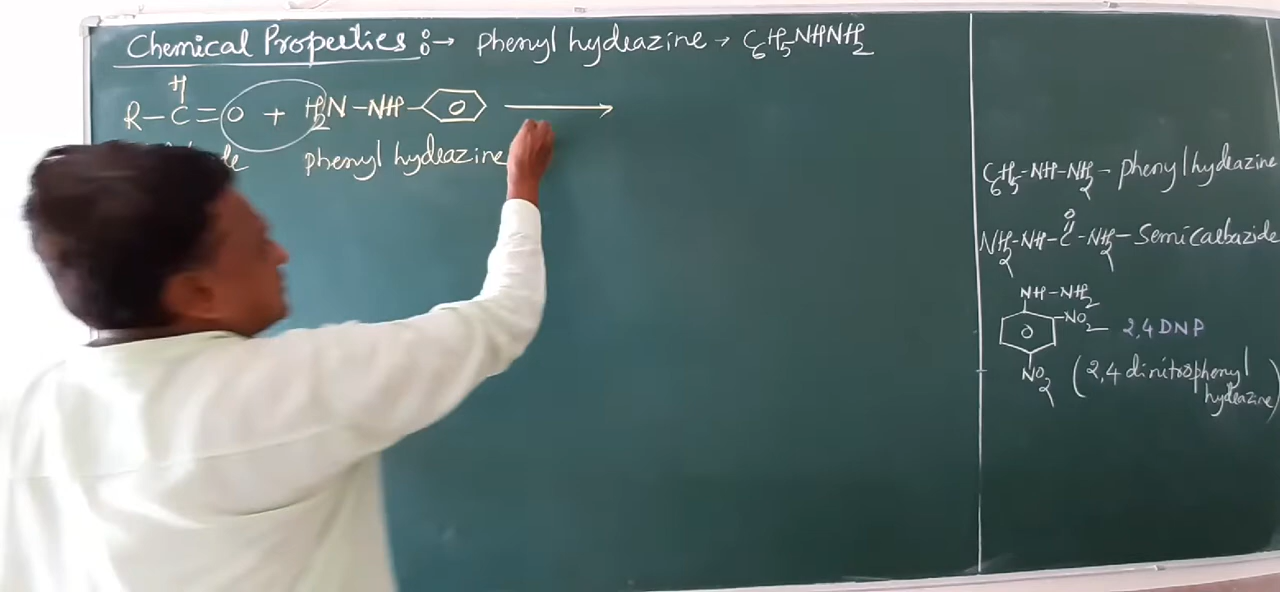 Chemical Properties :→ Phenyl hydrazine → C6H5NHNH2
H
R-C=O + H2N-NH-
phenyl hydrazine
C6H5-NH-NH2 - phenyl hydrazine
O
NH2-NH-C-NH2 - Semicarbazide
NH-NH2
NO2 - 2,4 DNP
NO2 (2,4 dinitrophenyl
hydrazine)